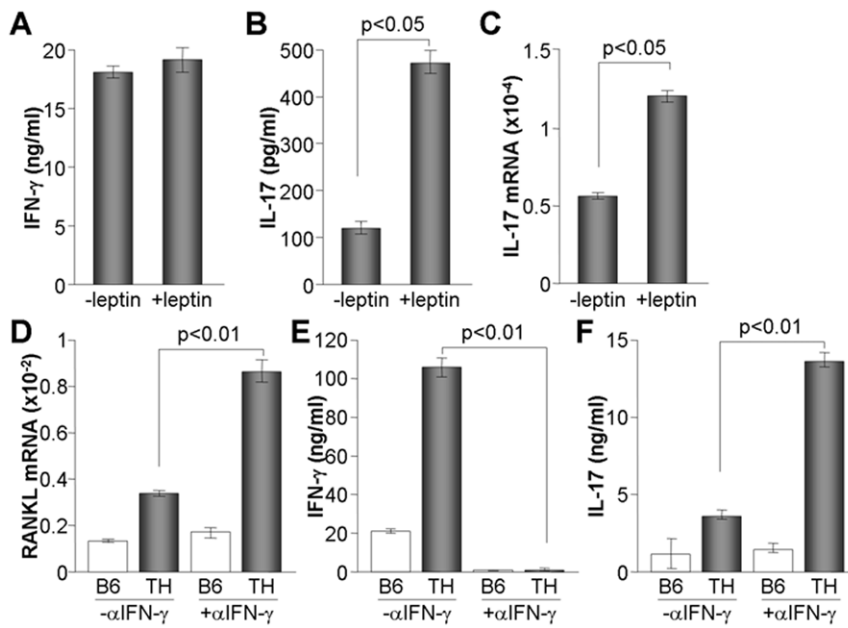 A
IFN-γ (ng/ml)
20
15
10
5
0
-leptin +leptin
B
p<0.05
IL-17 (pg/ml)
500
400
300
200
100
0
-leptin +leptin
C
p<0.05
IL-17 mRNA (x10⁻⁴)
1.5
1
0.5
0
-leptin +leptin
D
p<0.01
RANKL mRNA (x10⁻²)
1
0.8
0.6
0.4
0.2
0
B6 TH B6 TH
-αIFN-γ +αIFN-γ
E
p<0.01
IFN-γ (ng/ml)
120
100
80
60
40
20
0
B6 TH B6 TH
-αIFN-γ +αIFN-γ
F
p<0.01
IL-17 (ng/ml)
15
10
5
0
B6 TH B6 TH
-αIFN-γ +αIFN-γ